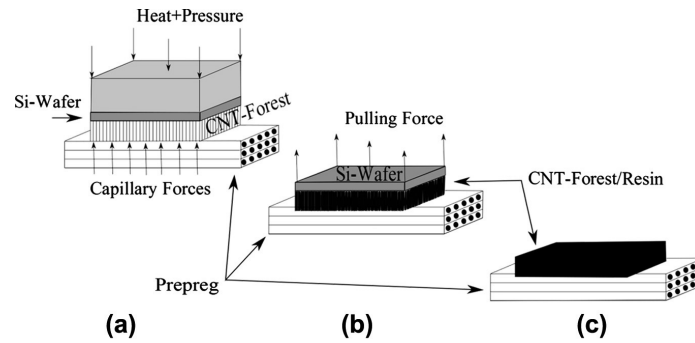 Heat+Pressure
Si-Wafer
CNT-Forest
Capillary Forces
Pulling Force
Si-Wafer
CNT-Forest/Resin
Prepreg
(a)
(b)
(c)